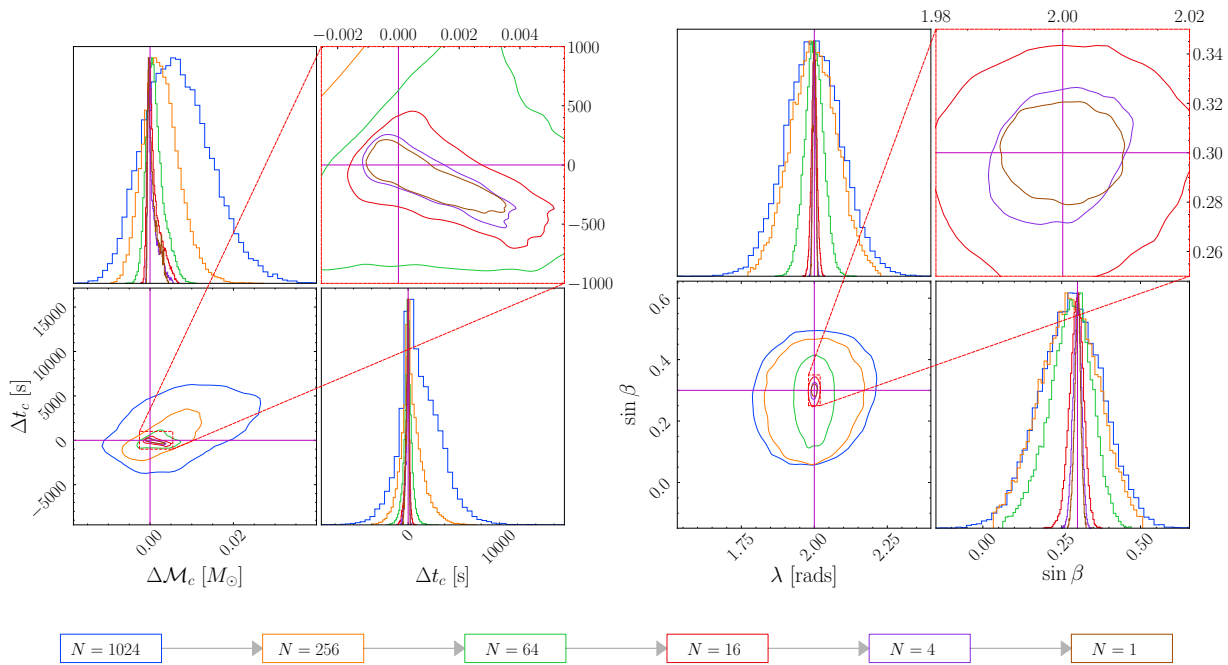 −0.002 0.000 0.002 0.004
1.98 2.00 2.02
1000
500
0
−500
−1000
0.34
0.32
0.30
0.28
0.26
15000
10000
5000
0
−5000
Δt_c [s]
0.00 0.02
ΔM_c [M_⊙]
0 10000
Δt_c [s]
0.6
0.4
0.2
0.0
sin β
1.75 2.00 2.25
λ [rads]
0.00 0.25 0.50
sin β
N = 1024 N = 256 N = 64 N = 16 N = 4 N = 1